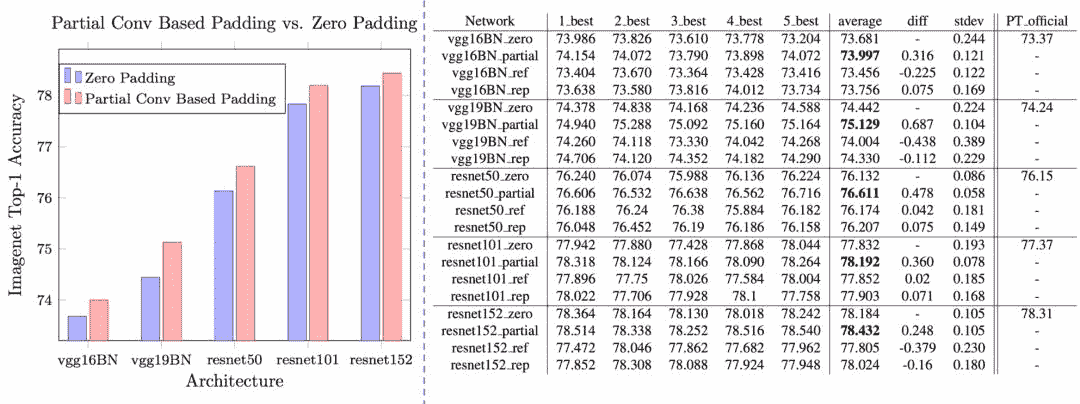 Partial Conv Based Padding vs. Zero Padding
Zero Padding
Partial Conv Based Padding
78
77
76
75
74
Imagenet Top-1 Accuracy
vgg16BN vgg19BN resnet50 resnet101 resnet152
Architecture
Network 1_best 2_best 3_best 4_best 5_best average diff stdev PT_official
vgg16BN_zero 73.986 73.826 73.610 73.778 73.204 73.681 - 0.244 73.37
vgg16BN_partial 74.154 74.072 73.790 73.898 74.072 73.997 0.316 0.121 -
vgg16BN_ref 73.404 73.670 73.364 73.428 73.416 73.456 -0.225 0.122 -
vgg16BN_rep 73.638 73.580 73.816 74.012 73.734 73.756 0.075 0.169 -
vgg19BN_zero 74.378 74.838 74.168 74.236 74.588 74.442 - 0.224 74.24
vgg19BN_partial 74.940 75.288 75.092 75.160 75.164 75.129 0.687 0.104 -
vgg19BN_ref 74.260 74.118 73.330 74.042 74.268 74.004 -0.438 0.389 -
vgg19BN_rep 74.706 74.120 74.352 74.182 74.290 74.330 -0.112 0.229 -
resnet50_zero 76.240 76.074 75.988 76.136 76.224 76.132 - 0.086 76.15
resnet50_partial 76.606 76.532 76.638 76.562 76.716 76.611 0.478 0.058 -
resnet50_ref 76.188 76.24 76.38 75.884 76.182 76.174 0.042 0.181 -
resnet50_rep 76.048 76.452 76.19 76.186 76.158 76.207 0.075 0.149 -
resnet101_zero 77.942 77.880 77.428 77.868 78.044 77.832 - 0.193 77.37
resnet101_partial 78.318 78.124 78.166 78.090 78.264 78.192 0.360 0.078 -
resnet101_ref 77.896 77.75 78.026 77.584 78.004 77.852 0.02 0.185 -
resnet101_rep 78.022 77.706 77.928 78.1 77.758 77.903 0.071 0.168 -
resnet152_zero 78.364 78.164 78.130 78.018 78.242 78.184 - 0.105 78.31
resnet152_partial 78.514 78.338 78.252 78.516 78.540 78.432 0.248 0.105 -
resnet152_ref 77.472 78.046 77.862 77.682 77.962 77.805 -0.379 0.230 -
resnet152_rep 77.852 78.308 78.088 77.924 77.948 78.024 -0.16 0.180 -